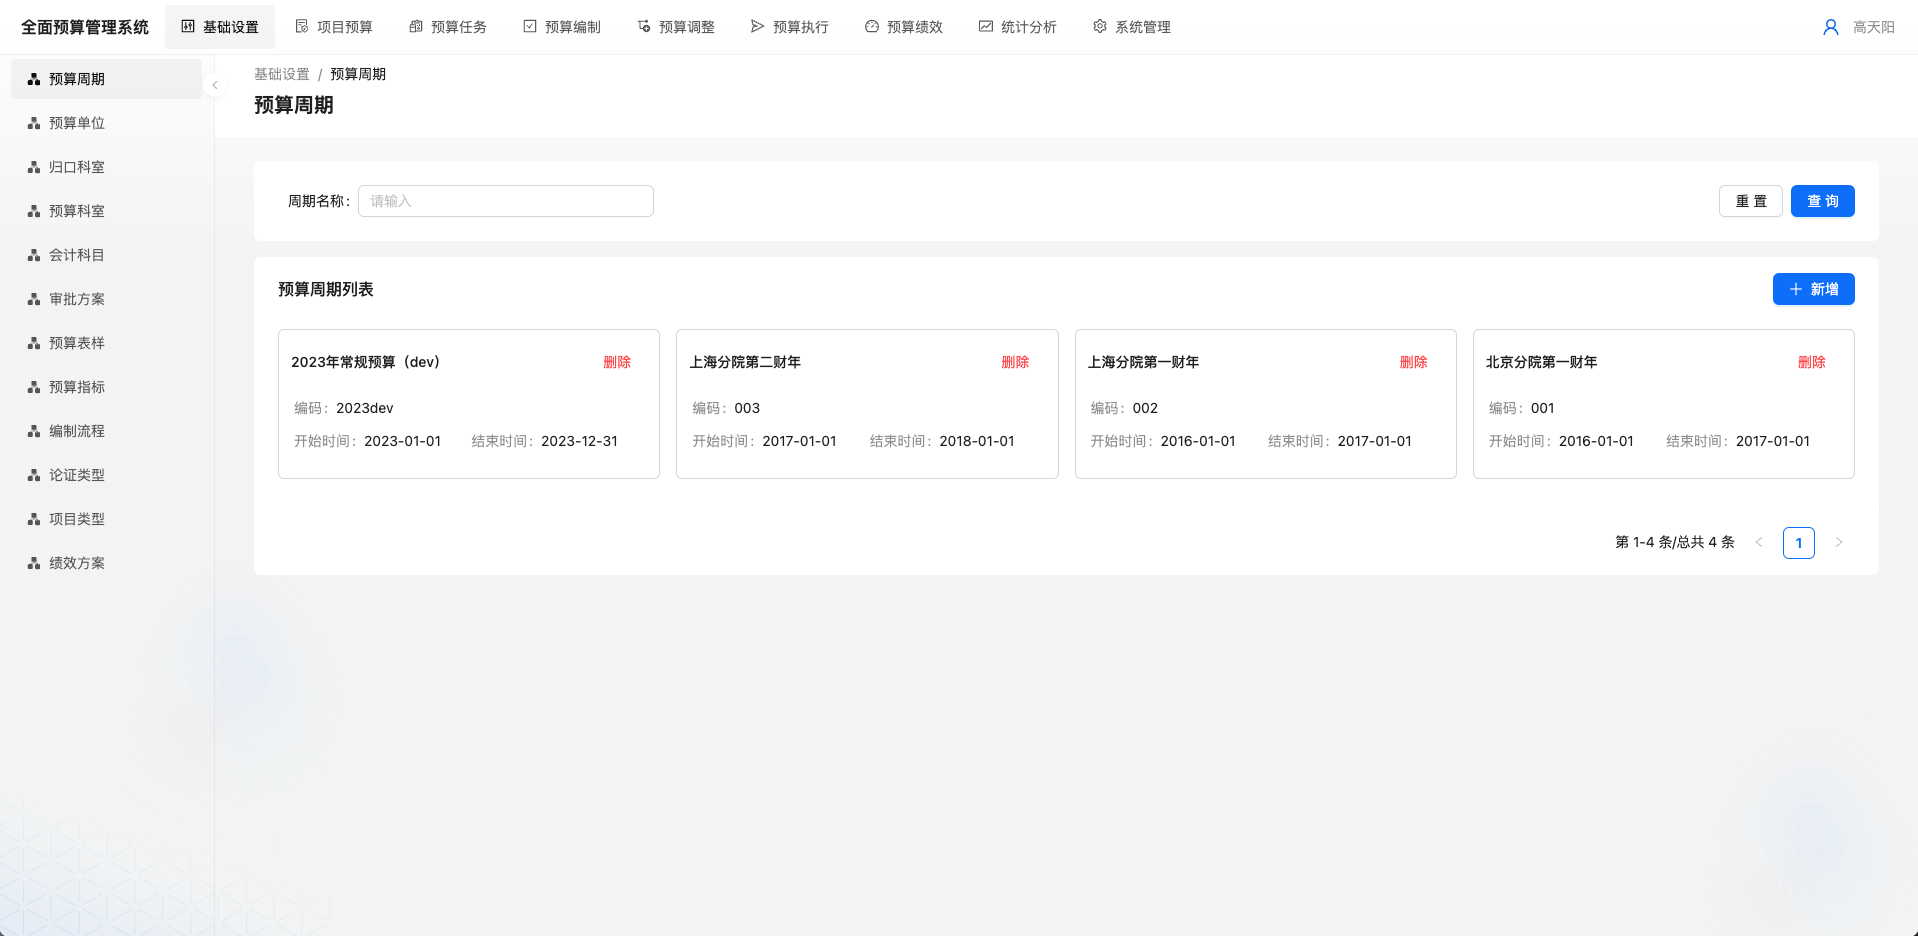 全面预算管理系统
基础设置
项目预算
预算任务
预算编制
预算调整
预算执行
预算绩效
统计分析
系统管理
高天阳
预算周期
预算单位
归口科室
预算科室
会计科目
审批方案
预算表样
预算指标
编制流程
论证类型
项目类型
绩效方案
基础设置 / 预算周期
预算周期
周期名称: 请输入
重 置
查 询
预算周期列表
新增
2023年常规预算（dev） 删除
编码: 2023dev
开始时间: 2023-01-01 结束时间: 2023-12-31
上海分院第二财年 删除
编码: 003
开始时间: 2017-01-01 结束时间: 2018-01-01
上海分院第一财年 删除
编码: 002
开始时间: 2016-01-01 结束时间: 2017-01-01
北京分院第一财年 删除
编码: 001
开始时间: 2016-01-01 结束时间: 2017-01-01
第 1-4 条/总共 4 条 < 1 >